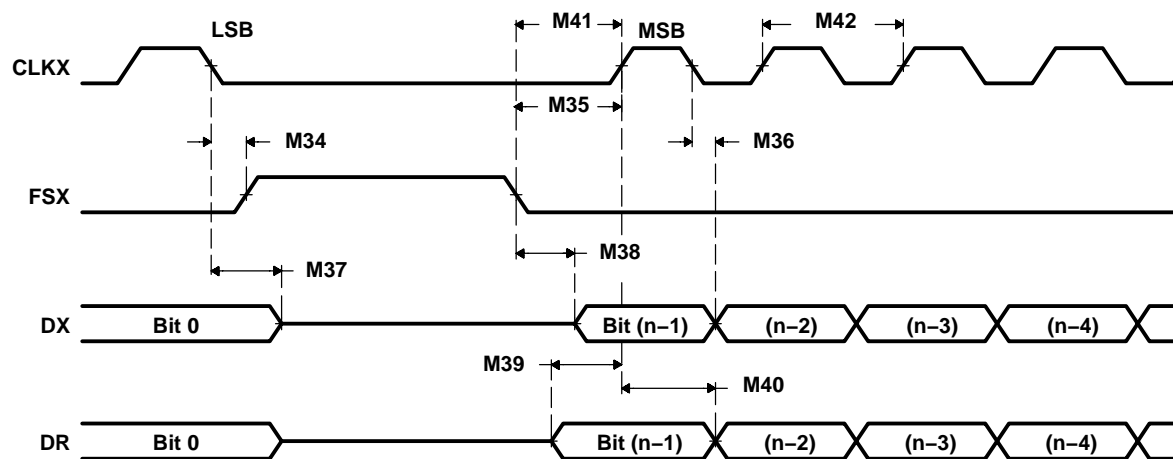 LSB M41 MSB M42
CLKX
M35
M34 M36
FSX
M38
M37
DX Bit 0 Bit (n−1) (n−2) (n−3) (n−4)
M39
M40
DR Bit 0 Bit (n−1) (n−2) (n−3) (n−4)